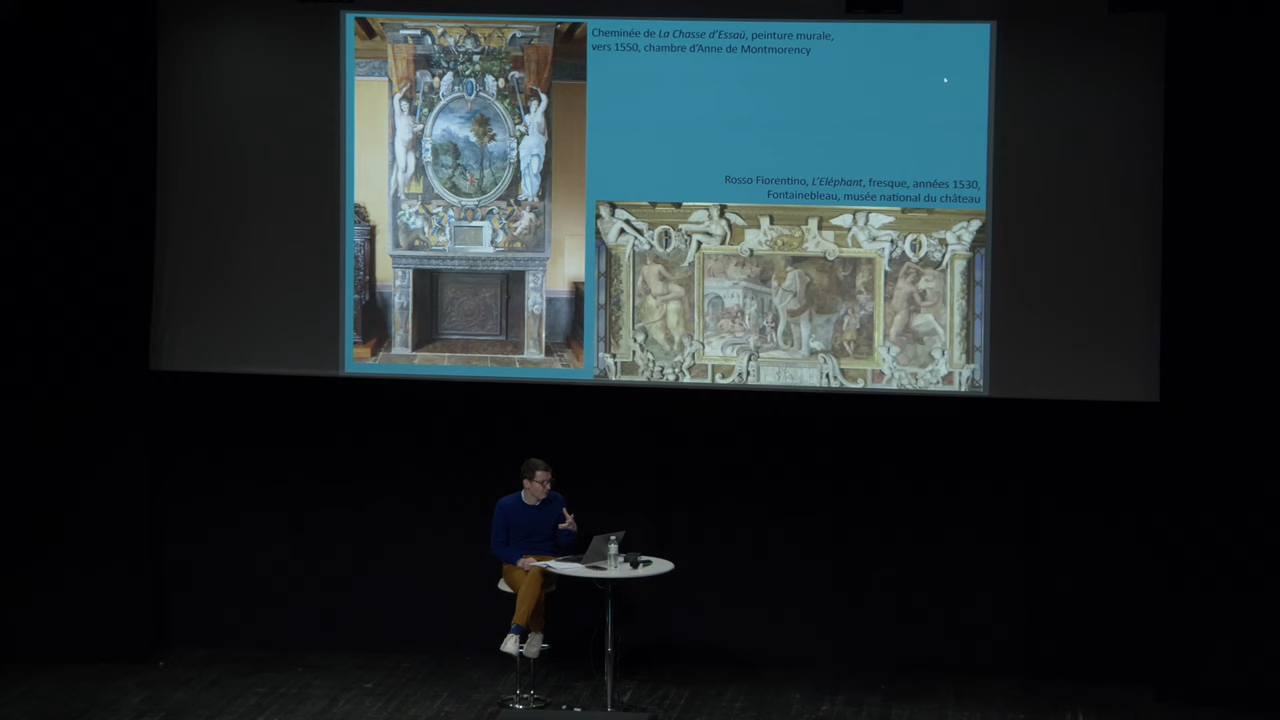 Cheminée de La Chasse d'Essaü, peinture murale,
vers 1550, chambre d'Anne de Montmorency
Rosso Fiorentino, L'Eléphant, fresque, années 1530,
Fontainebleau, musée national du château